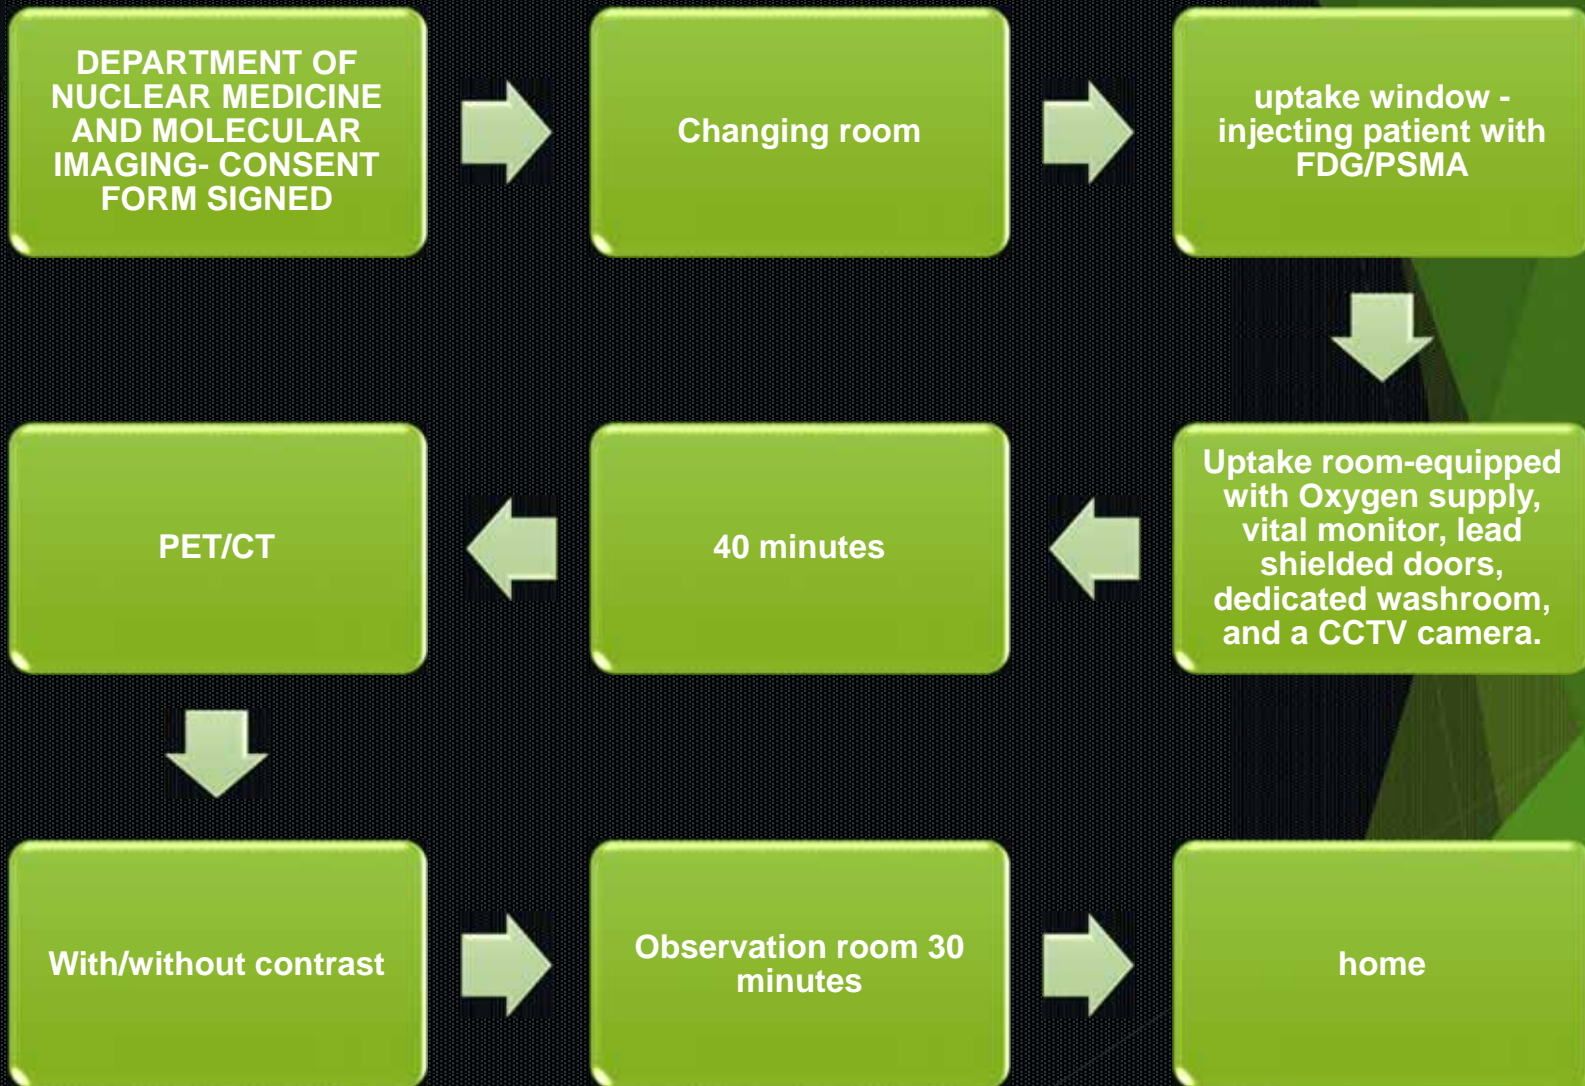 DEPARTMENT OF
NUCLEAR MEDICINE
AND MOLECULAR
IMAGING- CONSENT
FORM SIGNED
Changing room
uptake window -
injecting patient with
FDG/PSMA
Uptake room-equipped
with Oxygen supply,
vital monitor, lead
shielded doors,
dedicated washroom,
and a CCTV camera.
40 minutes
PET/CT
With/without contrast
Observation room 30
minutes
home